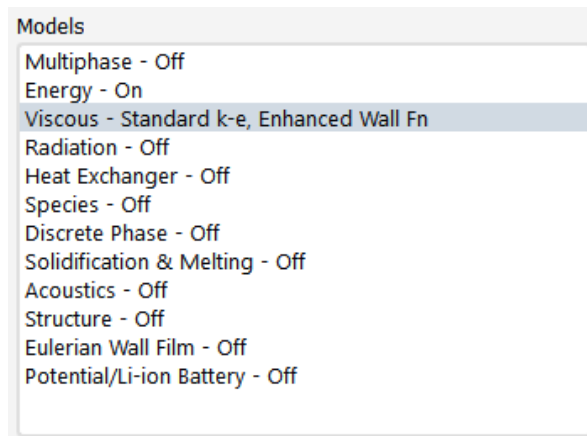 Models
Multiphase - Off
Energy - On
Viscous - Standard k-e, Enhanced Wall Fn
Radiation - Off
Heat Exchanger - Off
Species - Off
Discrete Phase - Off
Solidification & Melting - Off
Acoustics - Off
Structure - Off
Eulerian Wall Film - Off
Potential/Li-ion Battery - Off